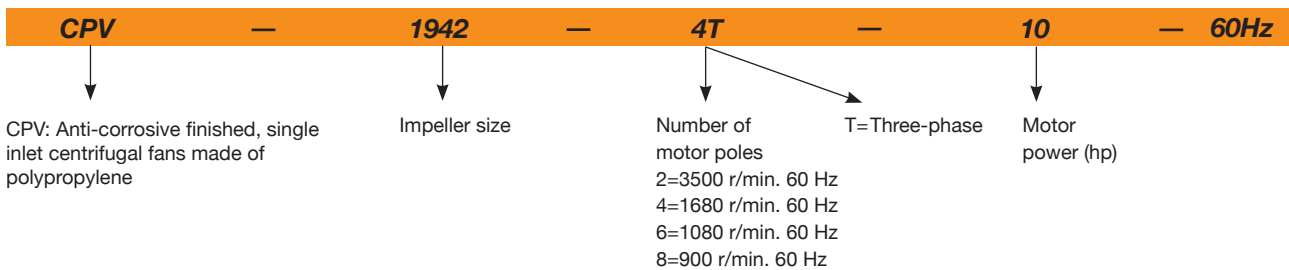 CPV — 1942 — 4T — 10 — 60Hz
CPV: Anti-corrosive finished, single
inlet centrifugal fans made of
polypropylene
Impeller size
Number of
motor poles
2=3500 r/min. 60 Hz
4=1680 r/min. 60 Hz
6=1080 r/min. 60 Hz
8=900 r/min. 60 Hz
T=Three-phase
Motor
power (hp)